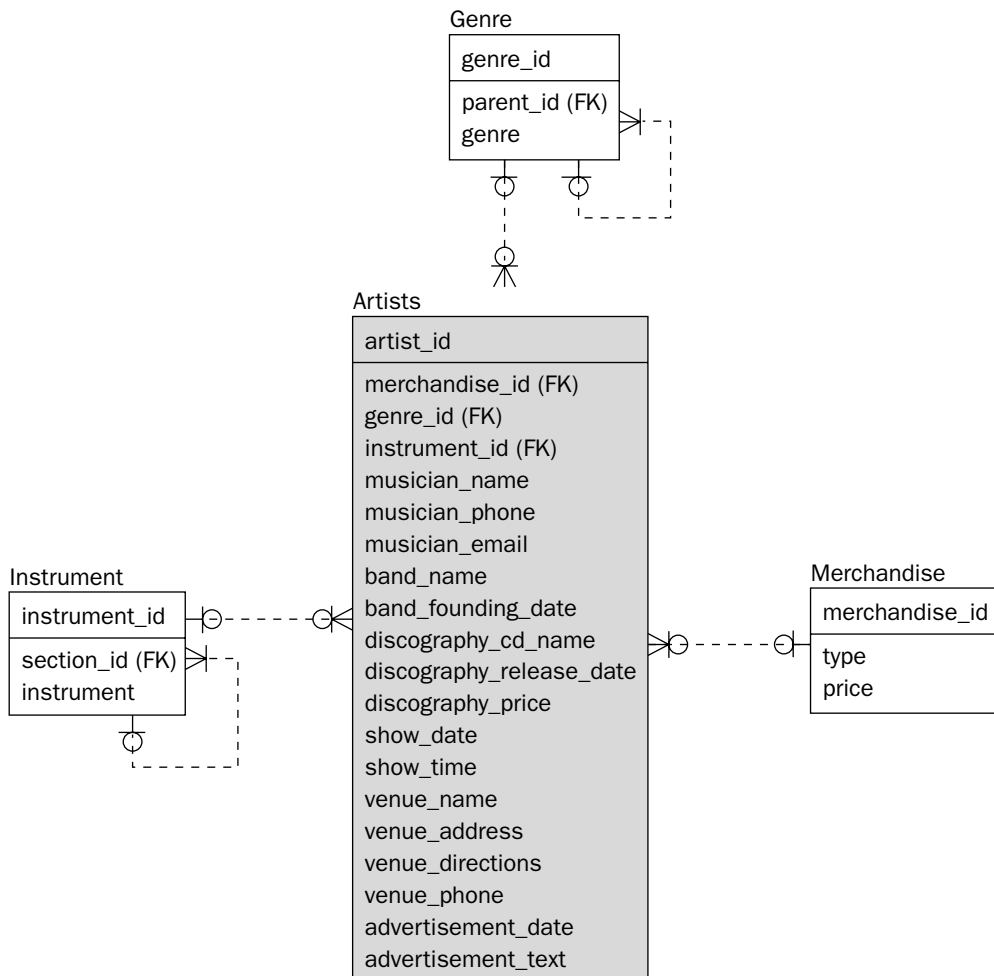 Genre
genre_id
parent_id (FK)
genre
Artists
artist_id
merchandise_id (FK)
genre_id (FK)
instrument_id (FK)
musician_name
musician_phone
musician_email
band_name
band_founding_date
discography_cd_name
discography_release_date
discography_price
show_date
show_time
venue_name
venue_address
venue_directions
venue_phone
advertisement_date
advertisement_text
Instrument
instrument_id
section_id (FK)
instrument
Merchandise
merchandise_id
type
price